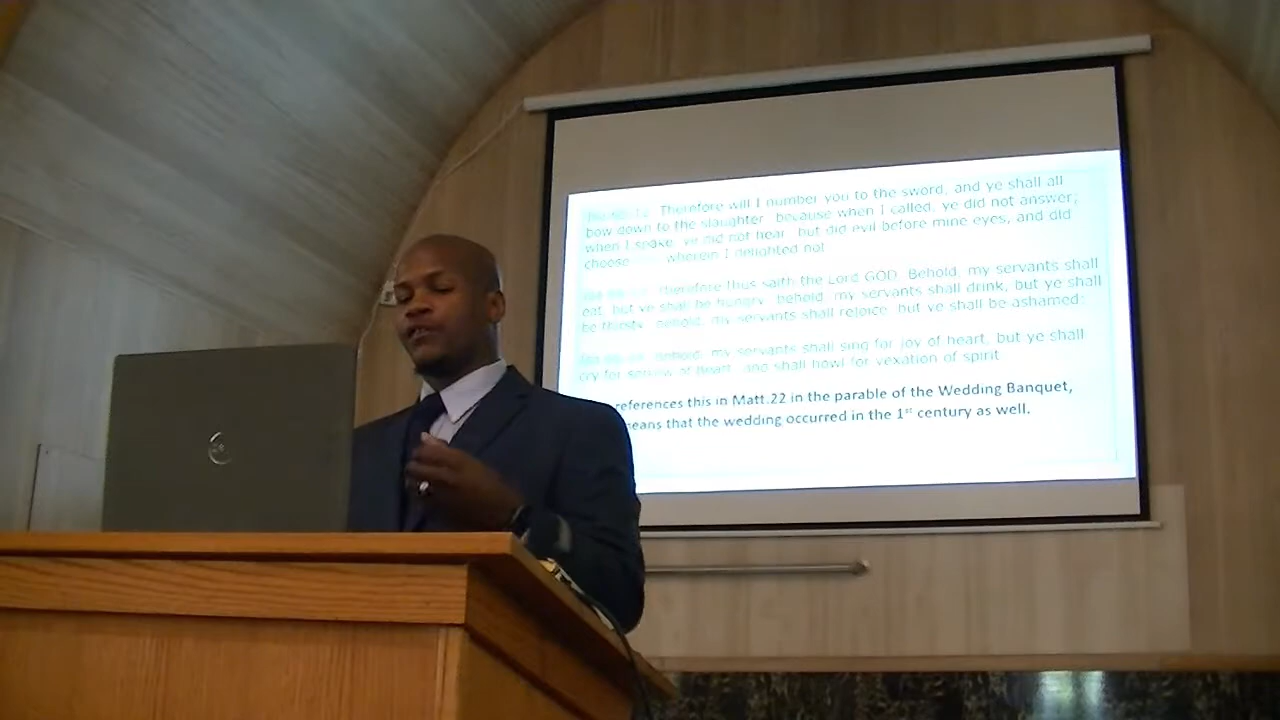 Therefore will I number you to the sword, and ye shall all
bow down to the slaughter because when I called, ye did not answer;
when I spake, ye did not hear but did evil before mine eyes, and did
choose wherein I delighted not
Therefore thus saith the Lord GOD. Behold, my servants shall
eat, but ye shall be hungry behold, my servants shall drink, but ye shall
be thirsty behold, my servants shall rejoice, but ye shall be ashamed:
Behold, my servants shall sing for joy of heart, but ye shall
cry for sorrow of heart, and shall howl for vexation of spirit
references this in Matt.22 in the parable of the Wedding Banquet,
means that the wedding occurred in the 1st century as well.